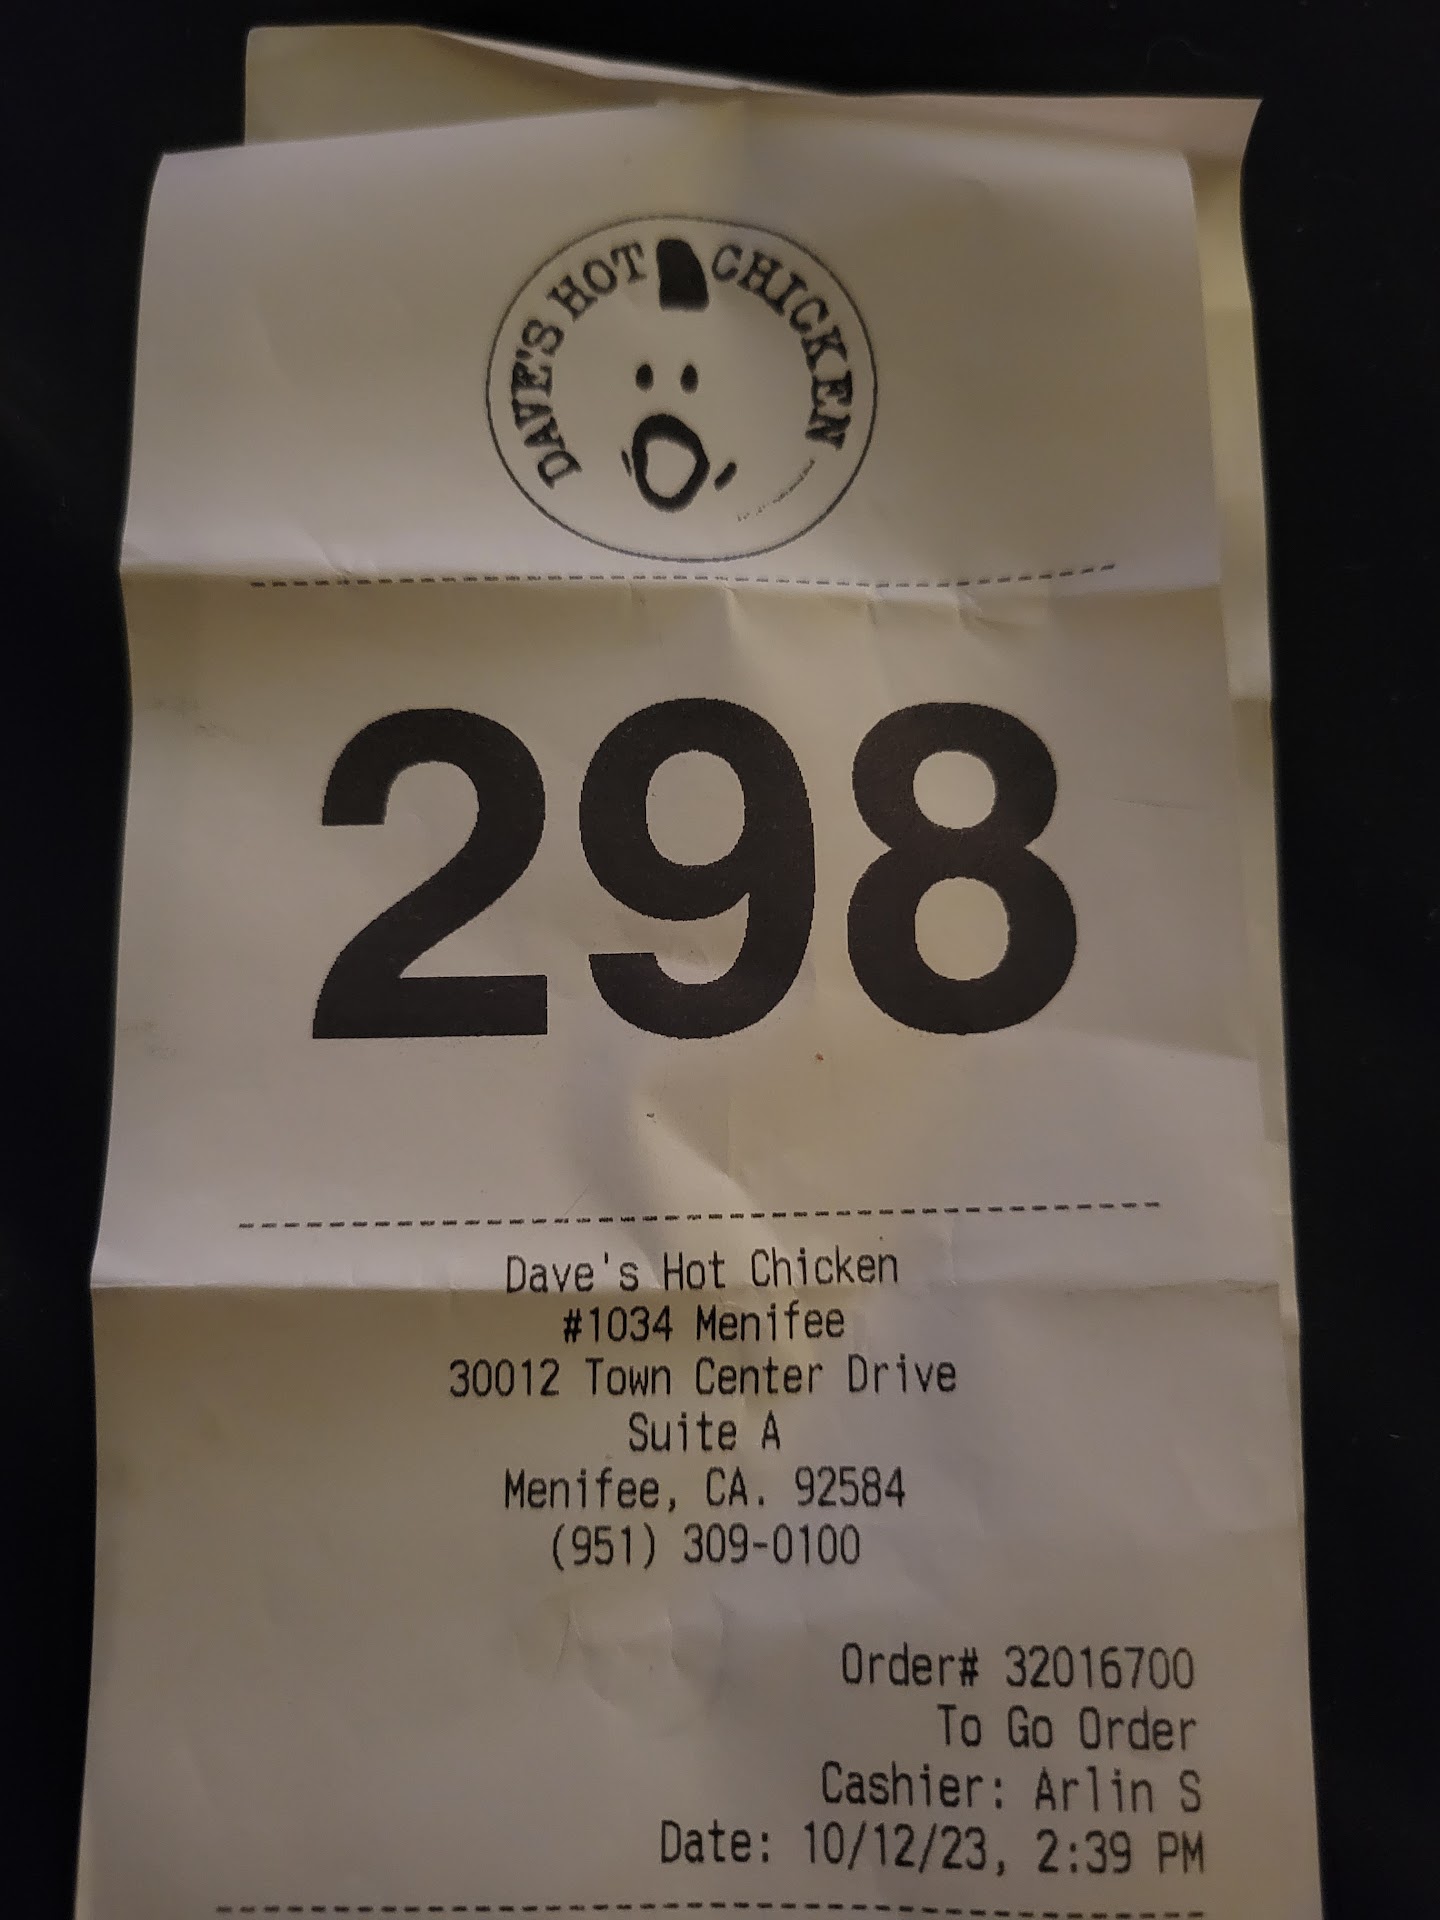 DAVE'S HOT CHICKEN
298
Dave's Hot Chicken
#1034 Menifee
30012 Town Center Drive
Suite A
Menifee, CA. 92584
(951) 309-0100
Order# 32016700
To Go Order
Cashier: Arlin S
Date: 10/12/23, 2:39 PM